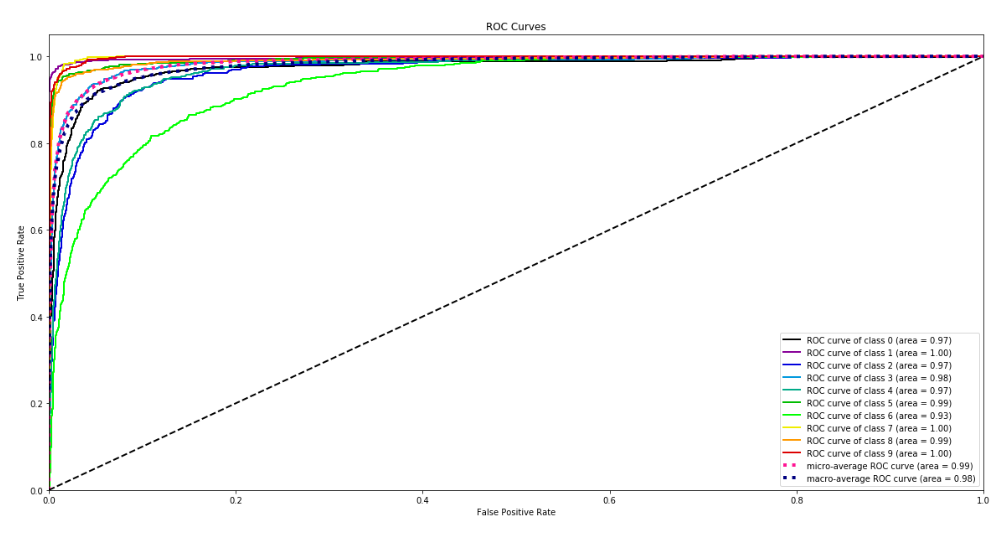 ROC Curves
True Positive Rate
1.0
0.8
0.6
0.4
0.2
0.0
ROC curve of class 0 (area = 0.97)
ROC curve of class 1 (area = 1.00)
ROC curve of class 2 (area = 0.97)
ROC curve of class 3 (area = 0.98)
ROC curve of class 4 (area = 0.97)
ROC curve of class 5 (area = 0.99)
ROC curve of class 6 (area = 0.93)
ROC curve of class 7 (area = 1.00)
ROC curve of class 8 (area = 0.99)
ROC curve of class 9 (area = 1.00)
micro-average ROC curve (area = 0.99)
macro-average ROC curve (area = 0.98)
0.0 0.2 0.4 0.6 0.8 1.0
False Positive Rate